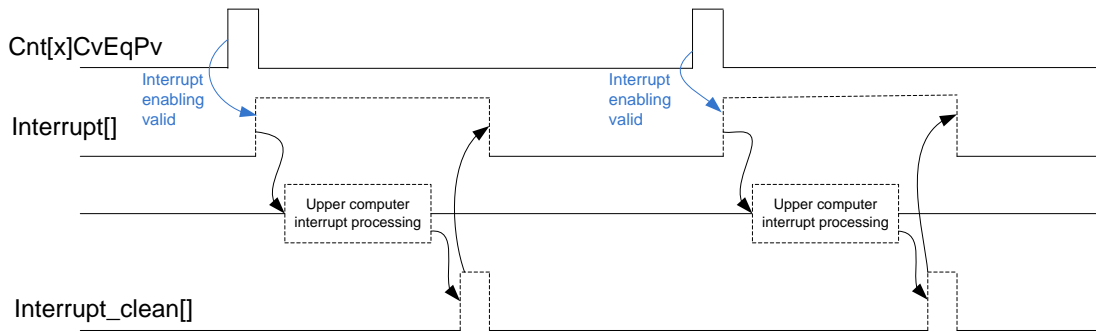 Cnt[x]CvEqPv
Interrupt
enabling
valid
Interrupt
enabling
valid
Interrupt[]
Upper computer
interrupt processing
Upper computer
interrupt processing
Interrupt_clean[]